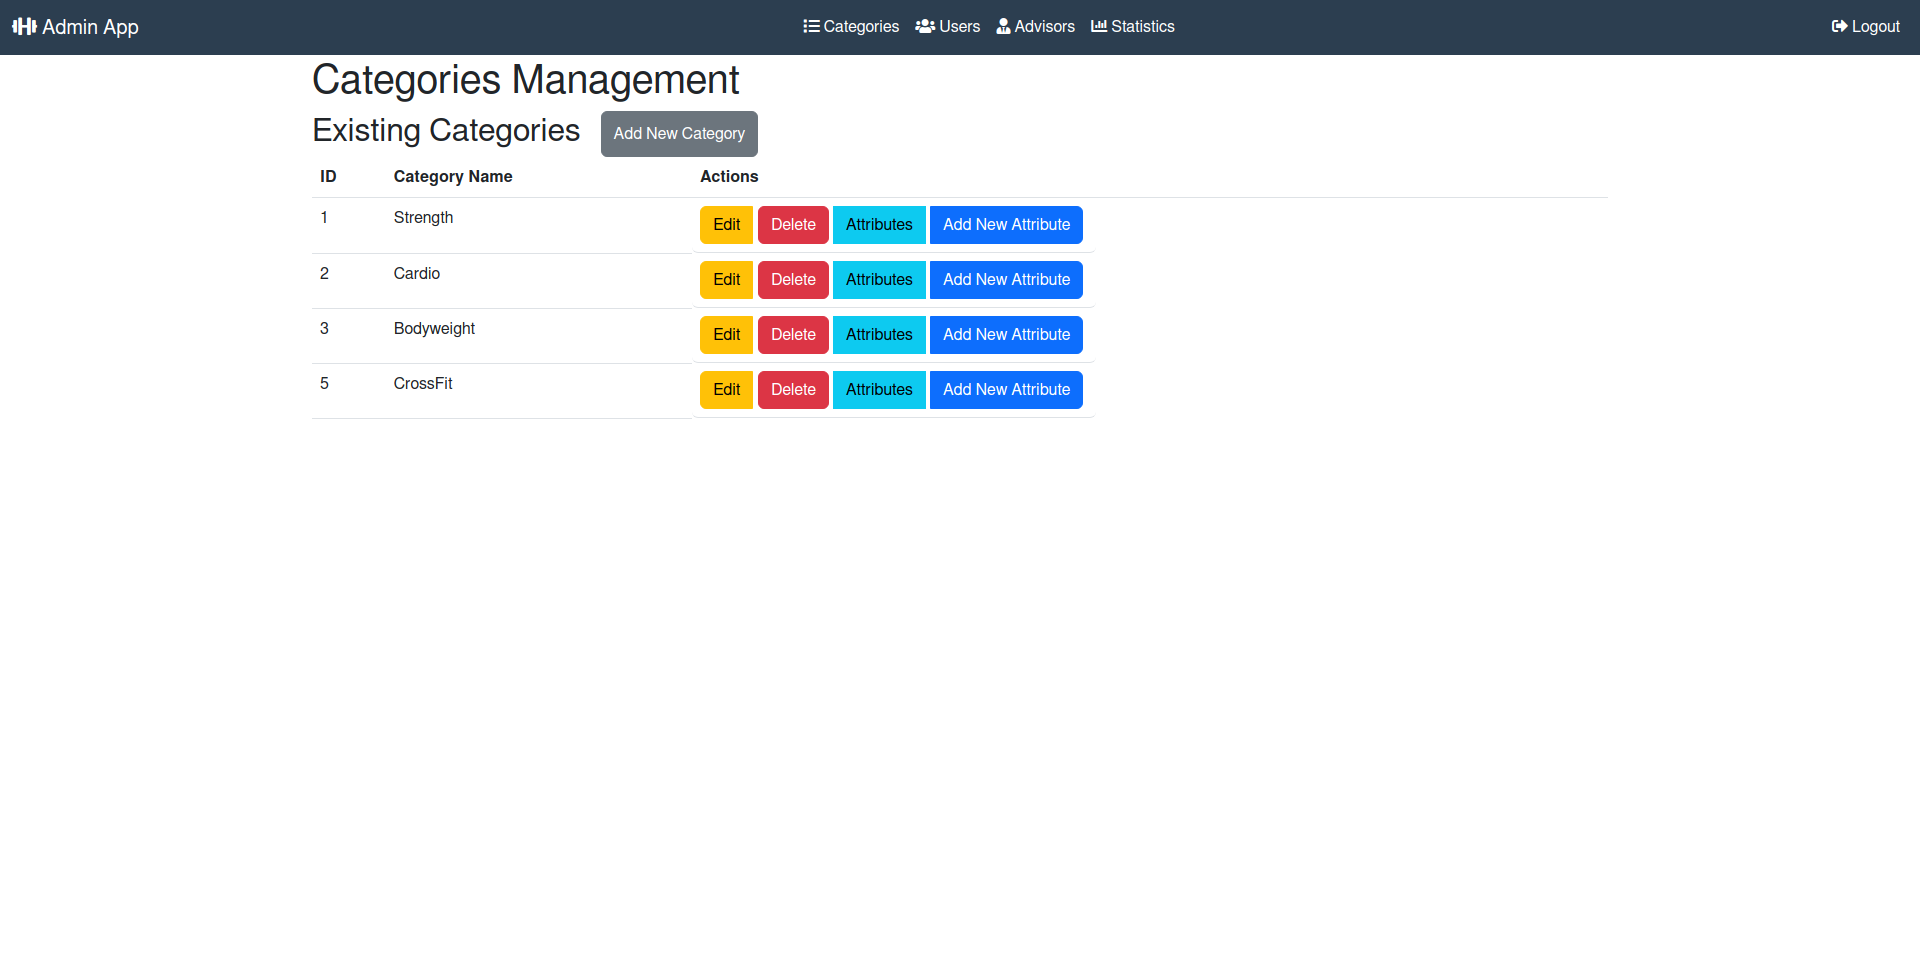 Admin App Categories Users Advisors Statistics Logout
Categories Management
Existing Categories Add New Category
ID Category Name Actions
1 Strength Edit Delete Attributes Add New Attribute
2 Cardio Edit Delete Attributes Add New Attribute
3 Bodyweight Edit Delete Attributes Add New Attribute
5 CrossFit Edit Delete Attributes Add New Attribute